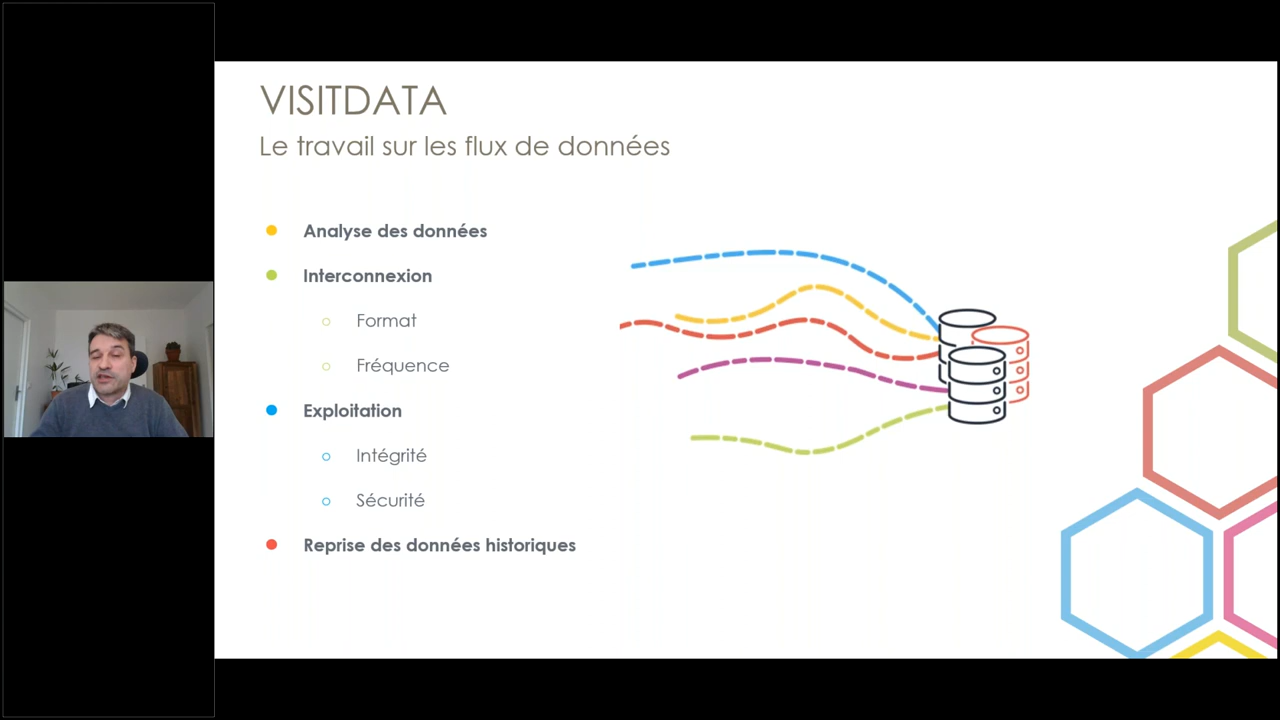 VISITDATA
Le travail sur les flux de données
Analyse des données
Interconnexion
Format
Fréquence
Exploitation
Intégrité
Sécurité
Reprise des données historiques